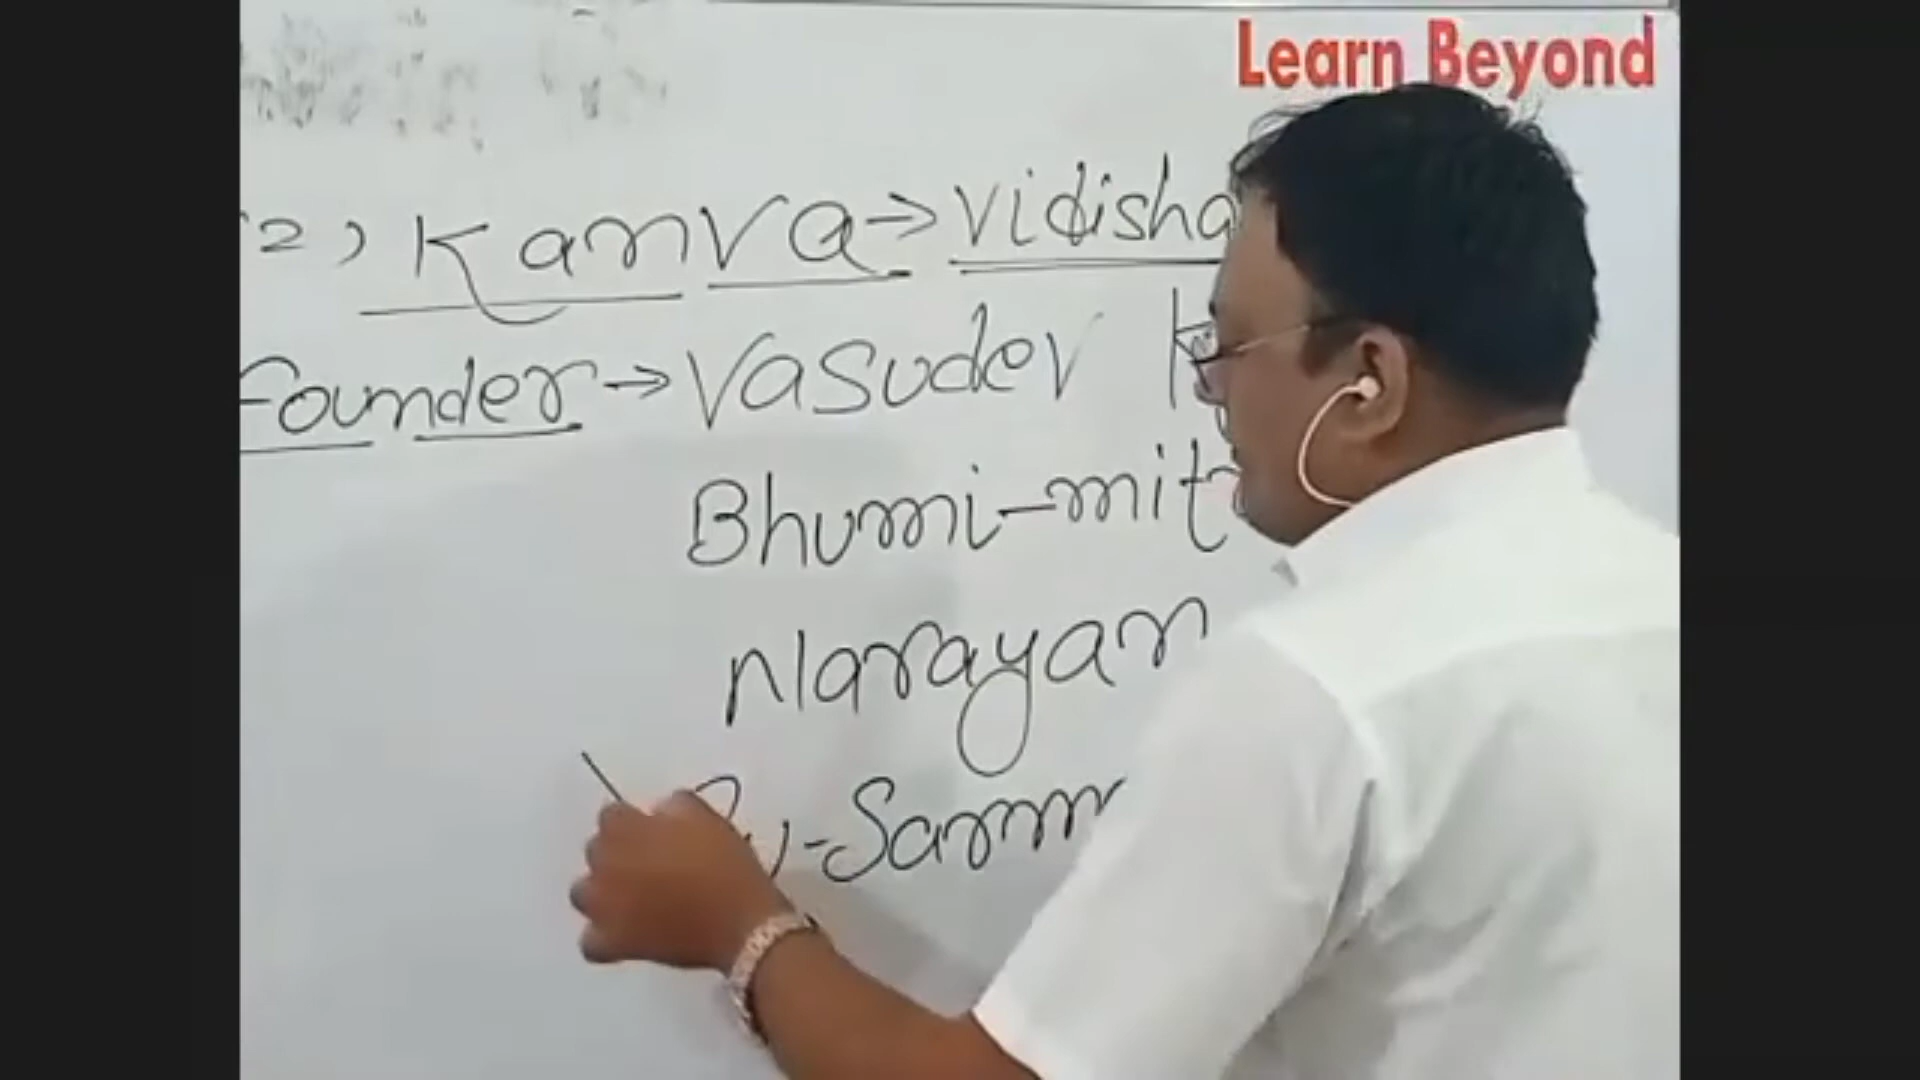 Learn Beyond
(2) Kanva → Vidisha
Founder → Vasudev
Bhumi-mit
Narayan
-Sarm